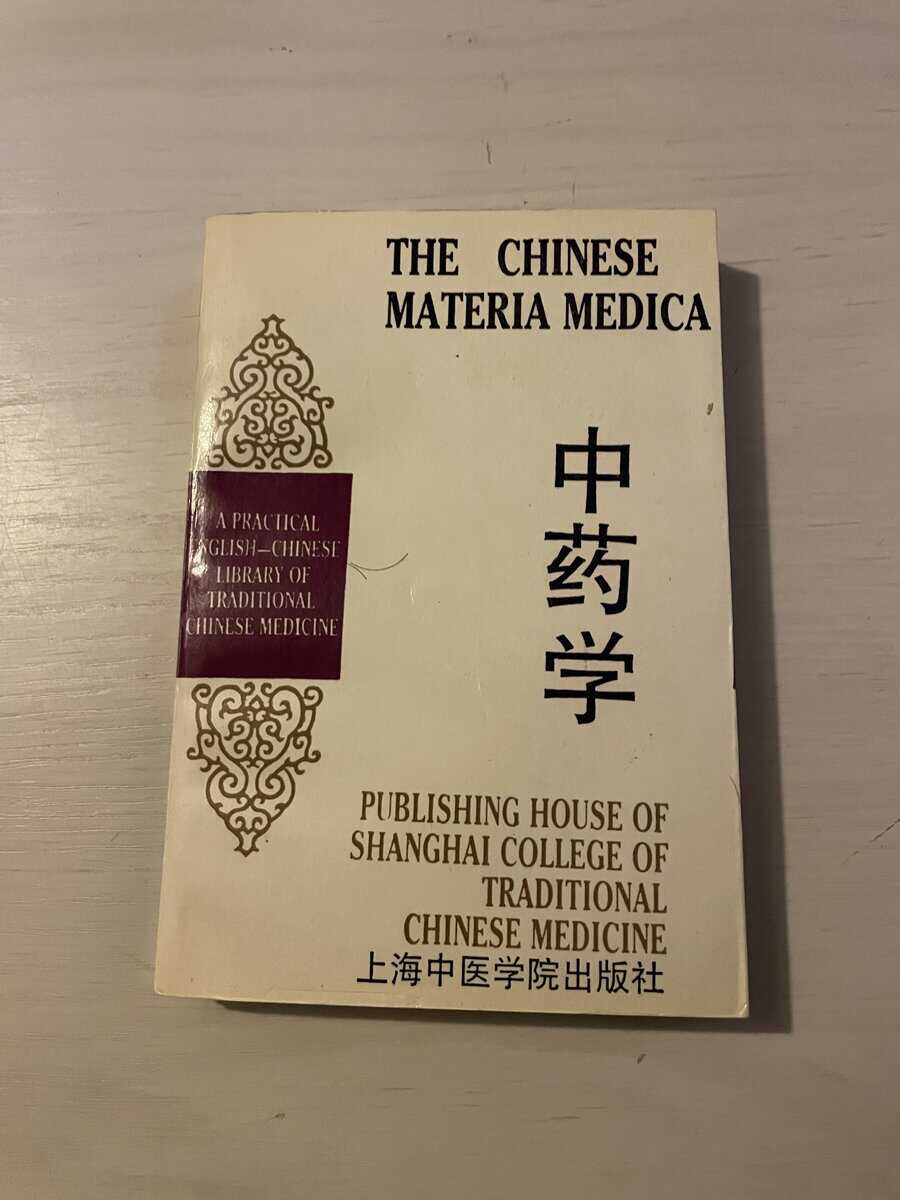 THE CHINESE
MATERIA MEDICA
中药学
A PRACTICAL
ENGLISH—CHINESE
LIBRARY OF
TRADITIONAL
CHINESE MEDICINE
PUBLISHING HOUSE OF
SHANGHAI COLLEGE OF
TRADITIONAL
CHINESE MEDICINE
上海中医学院出版社